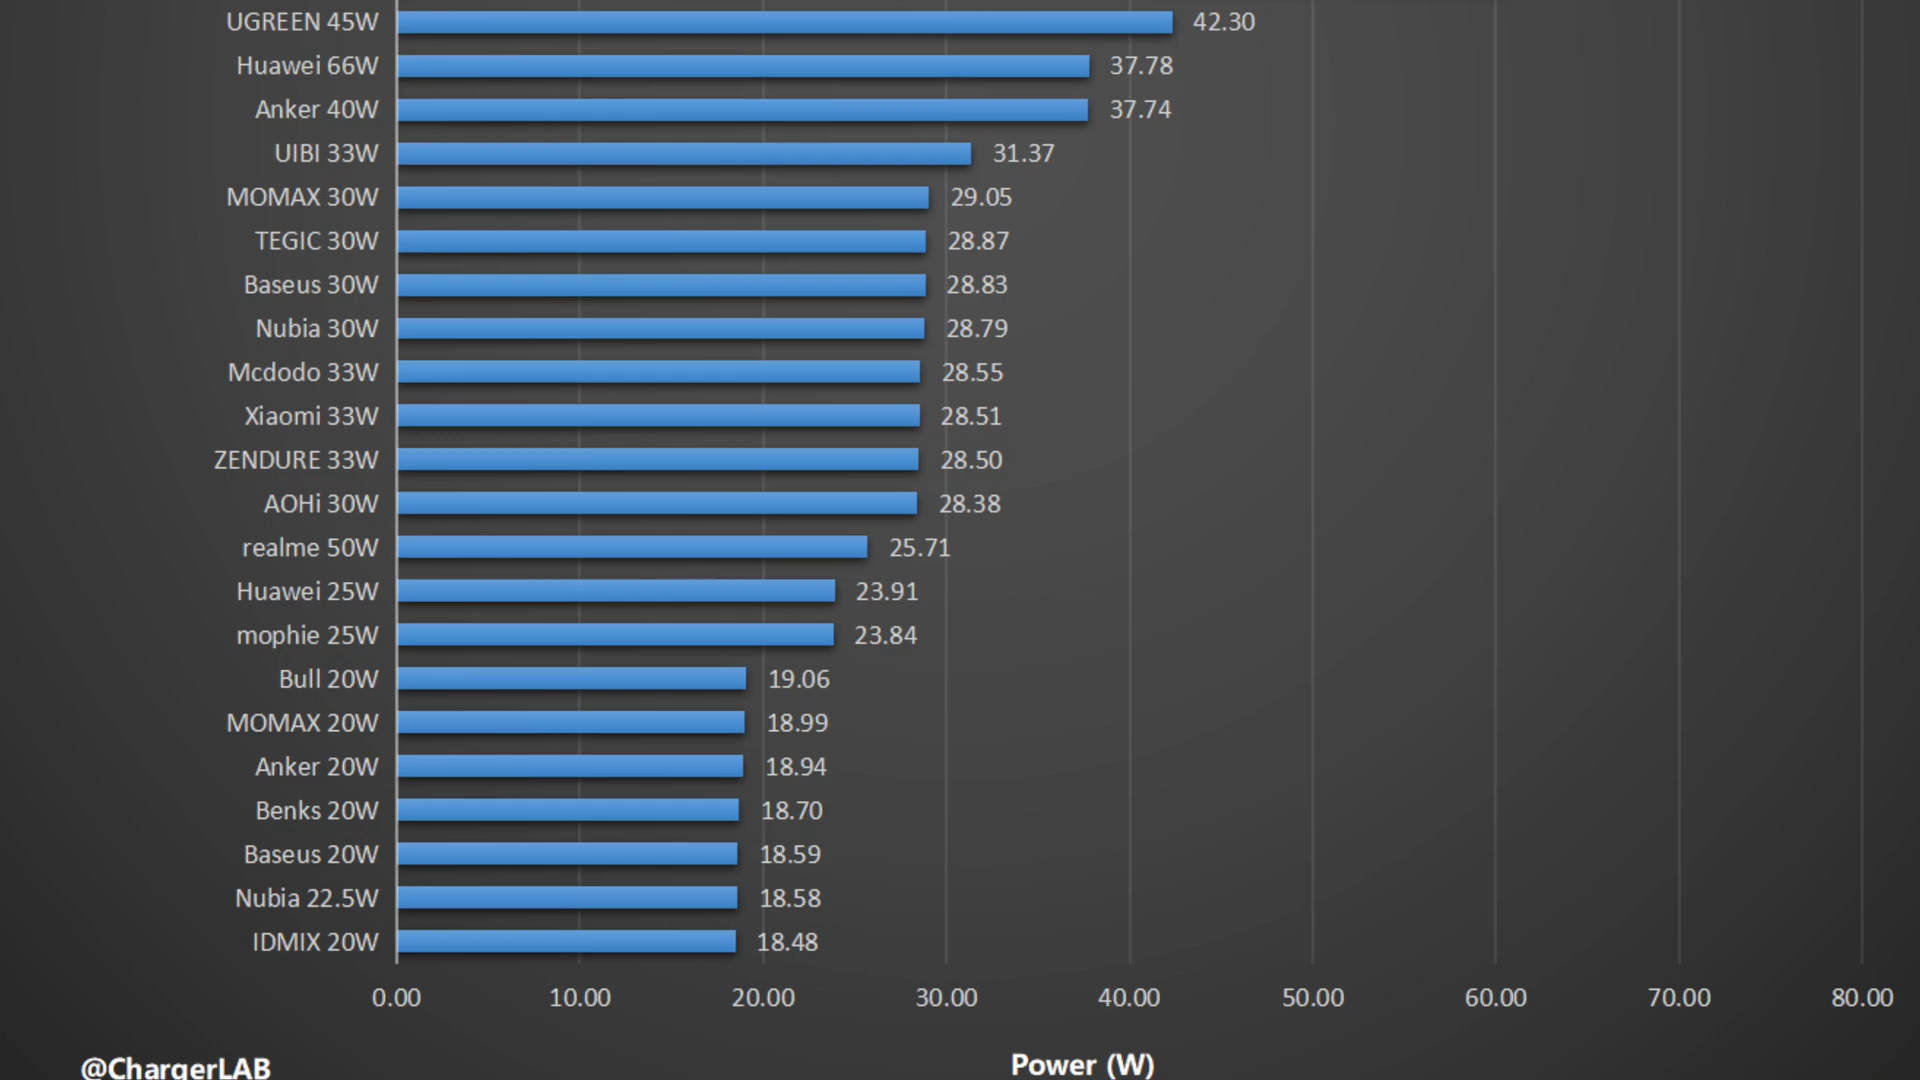 UGREEN 45W 42.30
Huawei 66W 37.78
Anker 40W 37.74
UIBI 33W 31.37
MOMAX 30W 29.05
TEGIC 30W 28.87
Baseus 30W 28.83
Nubia 30W 28.79
Mcdodo 33W 28.55
Xiaomi 33W 28.51
ZENDURE 33W 28.50
AOHi 30W 28.38
realme 50W 25.71
Huawei 25W 23.91
mophie 25W 23.84
Bull 20W 19.06
MOMAX 20W 18.99
Anker 20W 18.94
Benks 20W 18.70
Baseus 20W 18.59
Nubia 22.5W 18.58
IDMIX 20W 18.48
0.00 10.00 20.00 30.00 40.00 50.00 60.00 70.00 80.00
@ChargerLAB Power (W)